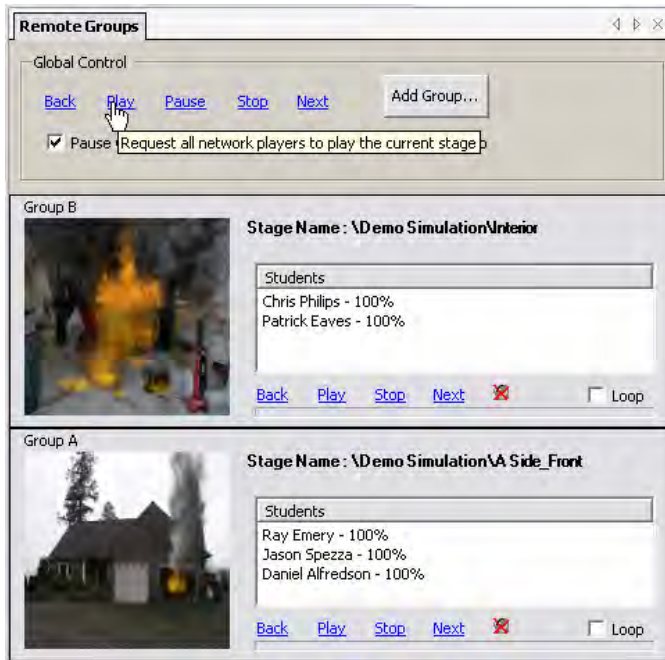 Remote Groups
Global Control
Back Play Pause Stop Next Add Group...
Pause
Request all network players to play the current stage
Group B
Stage Name : \Demo Simulation\Interior
Students
Chris Philips - 100%
Patrick Eaves - 100%
Back Play Stop Next Loop
Group A
Stage Name : \Demo Simulation\A Side_Front
Students
Ray Emery - 100%
Jason Spezza - 100%
Daniel Alfredson - 100%
Back Play Stop Next Loop